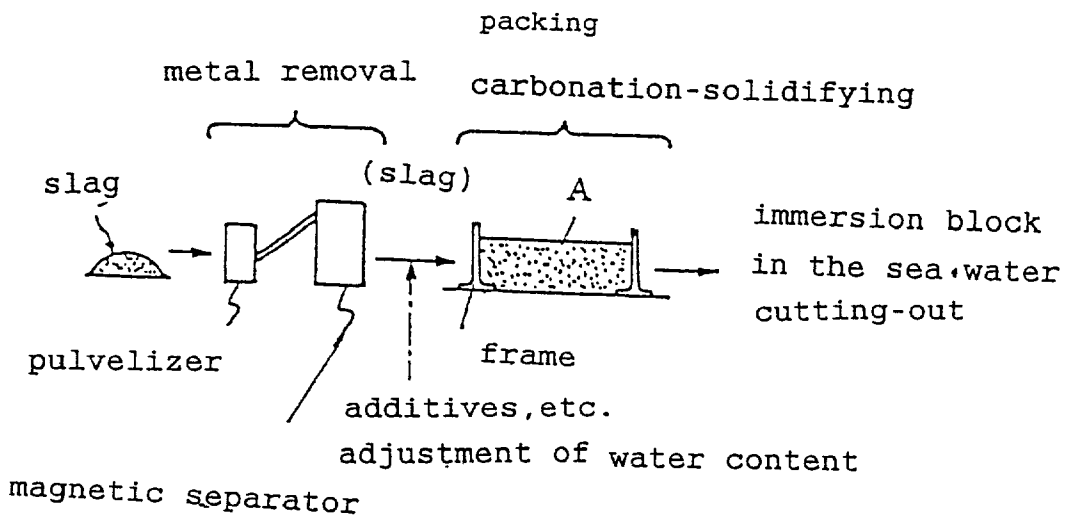 packing
metal removal
carbonation-solidifying
slag
(slag)
A
immersion block
in the sea water
cutting-out
pulvelizer
frame
additives,etc.
adjustment of water content
magnetic separator